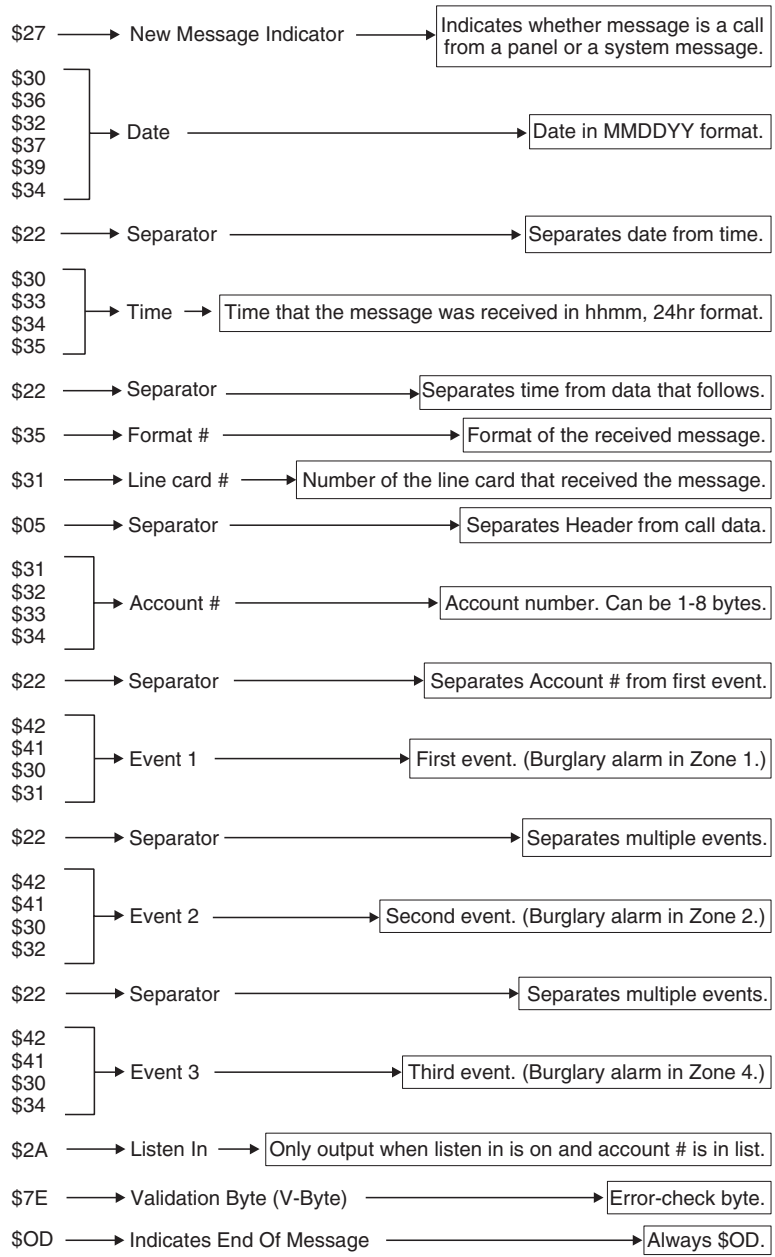 $27 New Message Indicator Indicates whether message is a call
from a panel or a system message.
$30
$36
$32
$37
$39
$34
Date Date in MMDDYY format.
$22 Separator Separates date from time.
$30
$33
$34
$35
Time Time that the message was received in hhmm, 24hr format.
$22 Separator Separates time from data that follows.
$35 Format # Format of the received message.
$31 Line card # Number of the line card that received the message.
$05 Separator Separates Header from call data.
$31
$32
$33
$34
Account # Account number. Can be 1-8 bytes.
$22 Separator Separates Account # from first event.
$42
$41
$30
$31
Event 1 First event. (Burglary alarm in Zone 1.)
$22 Separator Separates multiple events.
$42
$41
$30
$32
Event 2 Second event. (Burglary alarm in Zone 2.)
$22 Separator Separates multiple events.
$42
$41
$30
$34
Event 3 Third event. (Burglary alarm in Zone 4.)
$2A Listen In Only output when listen in is on and account # is in list.
$7E Validation Byte (V-Byte) Error-check byte.
$OD Indicates End Of Message Always $OD.